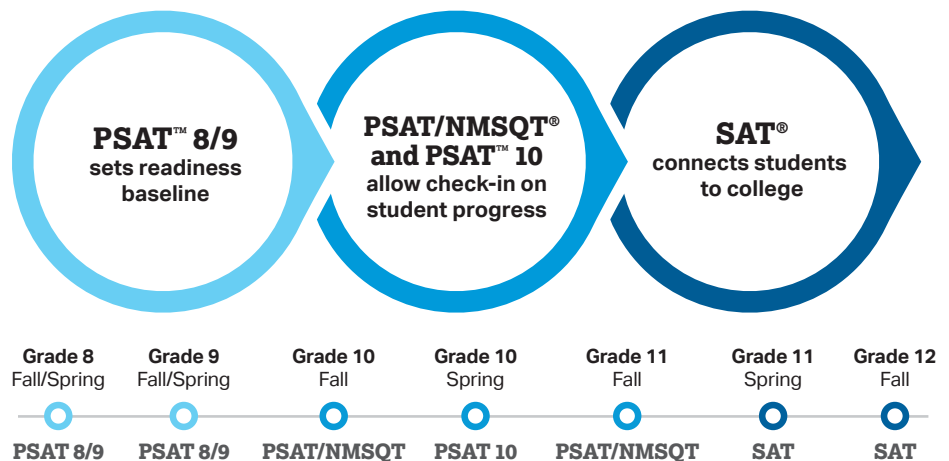 PSAT™ 8/9
sets readiness
baseline
PSAT/NMSQT®
and PSAT™ 10
allow check-in on
student progress
SAT®
connects students
to college
Grade 8
Fall/Spring
PSAT 8/9
Grade 9
Fall/Spring
PSAT 8/9
Grade 10
Fall
PSAT/NMSQT
Grade 10
Spring
PSAT 10
Grade 11
Fall
PSAT/NMSQT
Grade 11
Spring
SAT
Grade 12
Fall
SAT